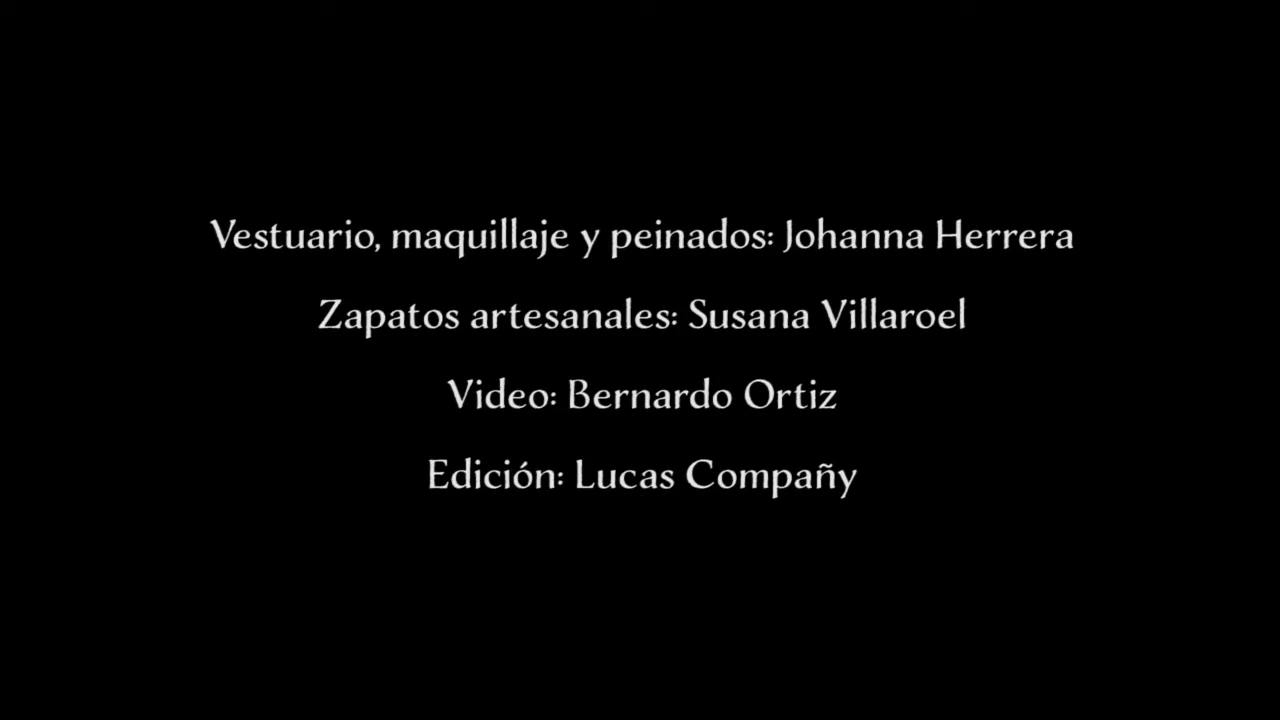 Vestuario, maquillaje y peinados: Johanna Herrera
Zapatos artesanales: Susana Villaroel
Video: Bernardo Ortiz
Edición: Lucas Compañy